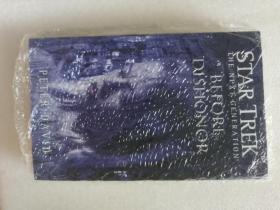 STAR TREK
THE NEXT GENERATION
BEFORE
DISHONOR
PETER DAVID